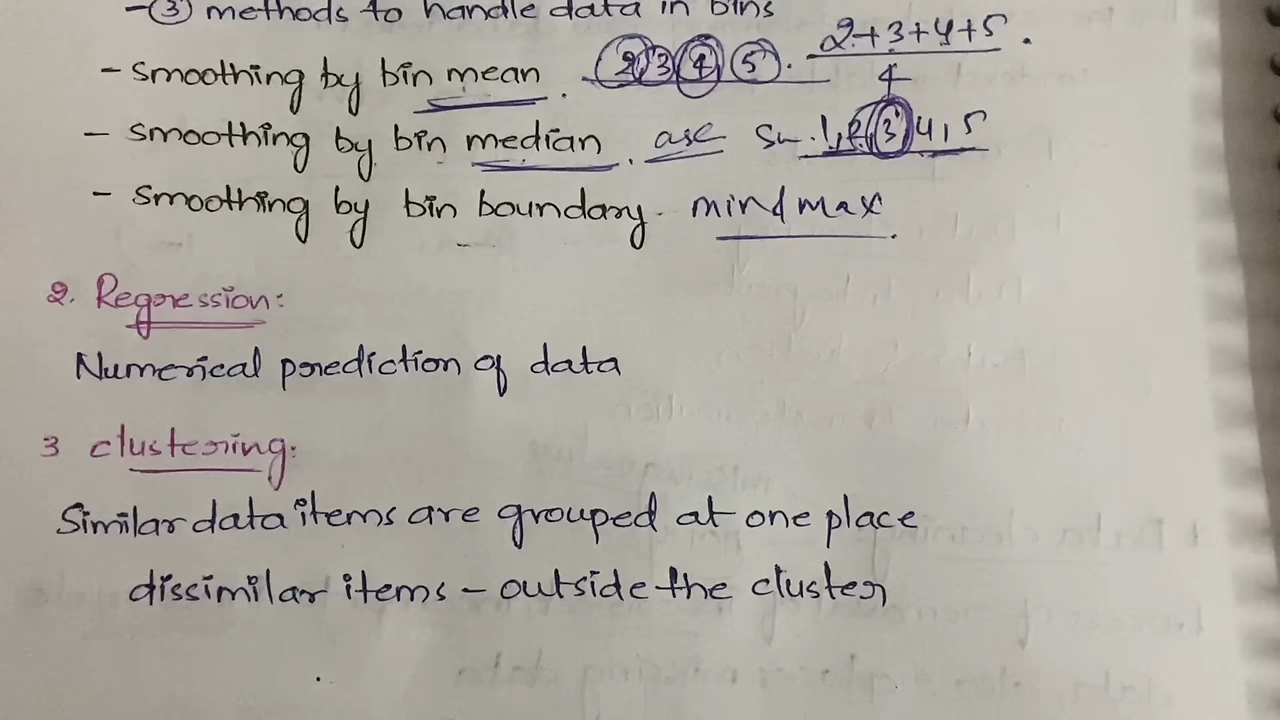 - ③ methods to handle data in bins
- smoothing by bin mean. 2 3 4 5. 2+3+4+5 / 4.
- smoothing by bin median. asc 1, 2, 3, 4, 5
- smoothing by bin boundary. min d max
2. Regression:
Numerical prediction of data
3 clustering:
Similar data items are grouped at one place
dissimilar items - outside the cluster